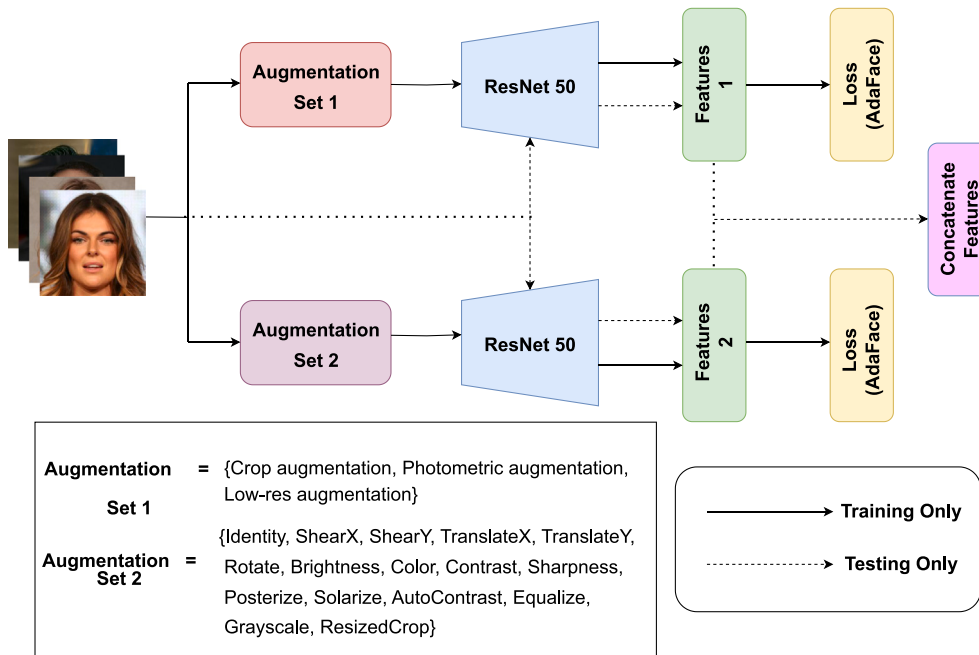 Augmentation
Set 1
ResNet 50
Features
1
Loss
(AdaFace)
Concatenate
Features
Augmentation
Set 2
ResNet 50
Features
2
Loss
(AdaFace)
Augmentation = {Crop augmentation, Photometric augmentation,
Set 1 Low-res augmentation}
Augmentation = {Identity, ShearX, ShearY, TranslateX, TranslateY,
Set 2 Rotate, Brightness, Color, Contrast, Sharpness,
Posterize, Solarize, AutoContrast, Equalize,
Grayscale, ResizedCrop}
Training Only
Testing Only